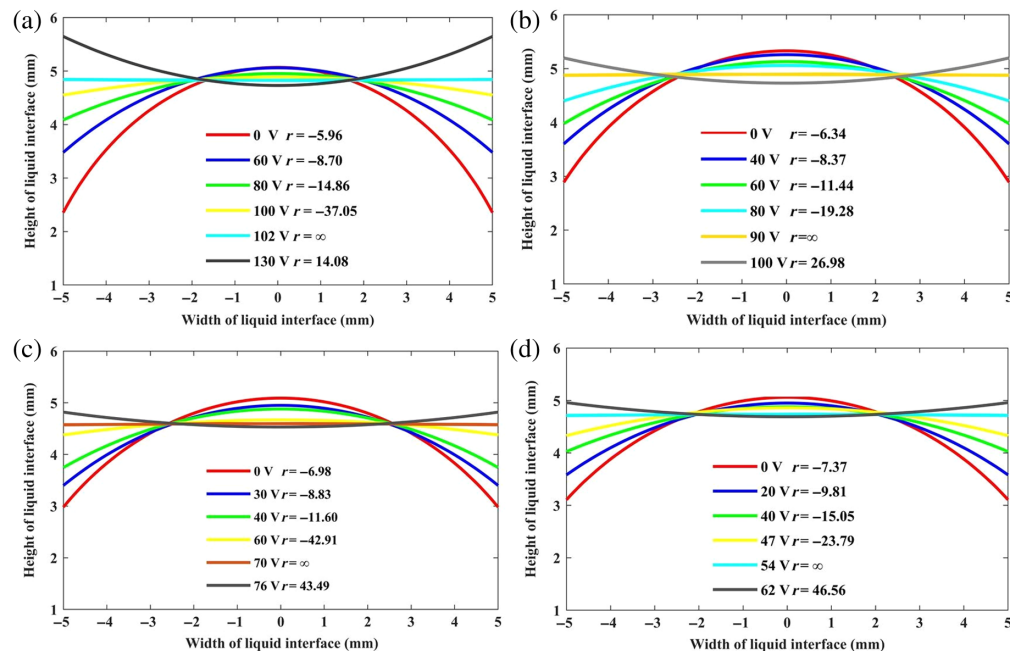 (a)
6
5
4
3
2
1
Height of liquid interface (mm)
0 V r = −5.96
60 V r = −8.70
80 V r = −14.86
100 V r = −37.05
102 V r = ∞
130 V r = 14.08
−5 −4 −3 −2 −1 0 1 2 3 4 5
Width of liquid interface (mm)
(b)
6
5
4
3
2
1
Height of liquid interface (mm)
0 V r = −6.34
40 V r = −8.37
60 V r = −11.44
80 V r = −19.28
90 V r=∞
100 V r = 26.98
−5 −4 −3 −2 −1 0 1 2 3 4 5
Width of liquid interface (mm)
(c)
6
5
4
3
2
1
Height of liquid interface (mm)
0 V r = −6.98
30 V r = −8.83
40 V r = −11.60
60 V r = −42.91
70 V r = ∞
76 V r = 43.49
−5 −4 −3 −2 −1 0 1 2 3 4 5
Width of liquid interface (mm)
(d)
6
5
4
3
2
1
Height of liquid interface (mm)
0 V r = −7.37
20 V r = −9.81
40 V r = −15.05
47 V r = −23.79
54 V r = ∞
62 V r = 46.56
−5 −4 −3 −2 −1 0 1 2 3 4 5
Width of liquid interface (mm)